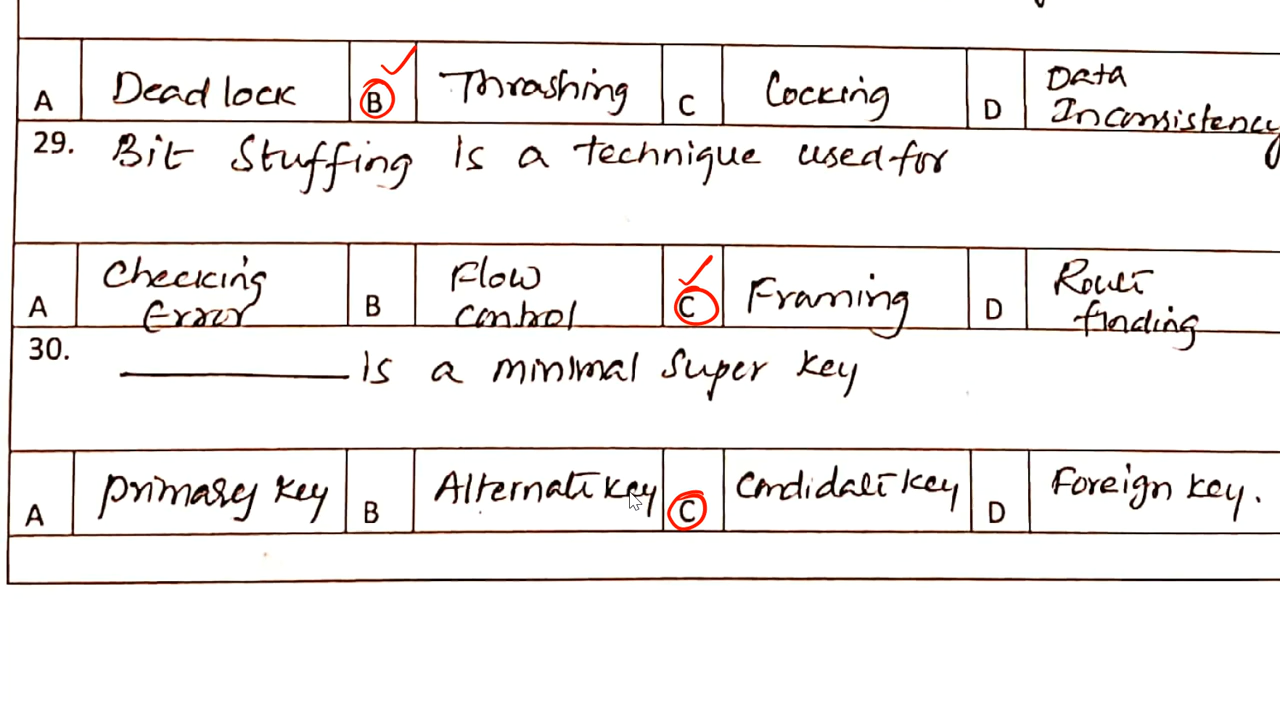 A Dead lock B Thrashing C Cocking D Data Inconsistency
29. Bit Stuffing is a technique used for
A Checking Error B Flow control C Framing D Rout finding
30. ________ is a minimal super key
A primary key B Alternate key C Candidate key D Foreign key.